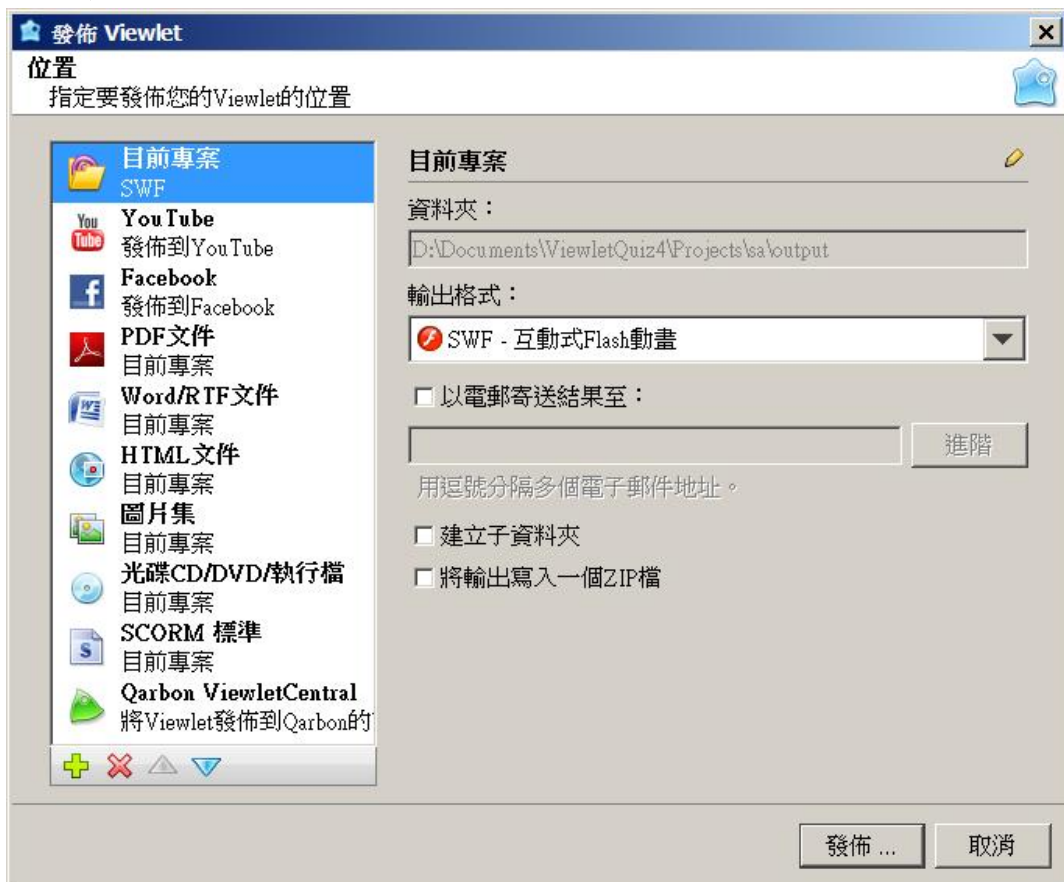 發佈 Viewlet
位置
指定要發佈您的Viewlet的位置
目前專案
SWF
You Tube
YouTube
發佈到YouTube
Facebook
發佈到Facebook
PDF文件
目前專案
Word/RTF文件
目前專案
HTML文件
目前專案
圖片集
目前專案
光碟CD/DVD/執行檔
目前專案
SCORM 標準
目前專案
Qarbon ViewletCentral
將Viewlet發佈到Qarbon的
目前專案
資料夾：
D:\Documents\ViewletQuiz4\Projects\sa\output
輸出格式：
SWF - 互動式Flash動畫
以電郵寄送結果至：
進階
用逗號分隔多個電子郵件地址。
建立子資料夾
將輸出寫入一個ZIP檔
發佈 ...
取消